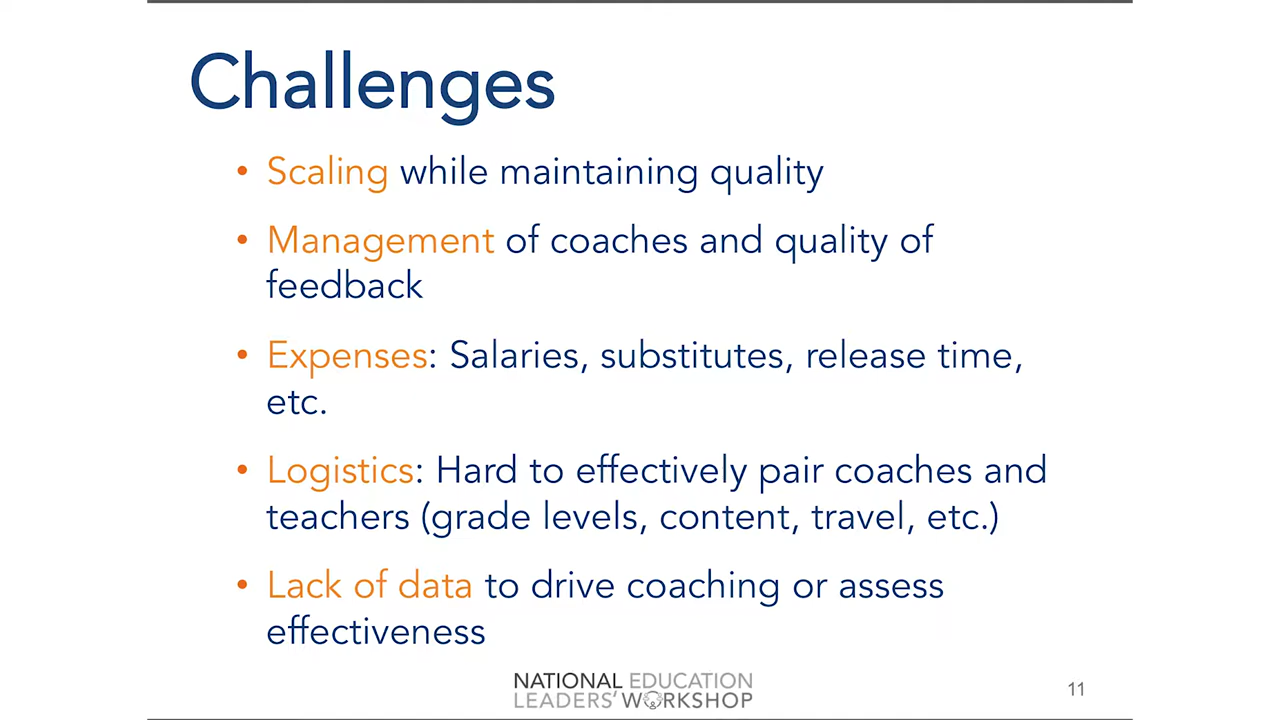 Challenges
• Scaling while maintaining quality
• Management of coaches and quality of
feedback
• Expenses: Salaries, substitutes, release time,
etc.
• Logistics: Hard to effectively pair coaches and
teachers (grade levels, content, travel, etc.)
• Lack of data to drive coaching or assess
effectiveness
NATIONAL EDUCATION
LEADERS' WORKSHOP
11